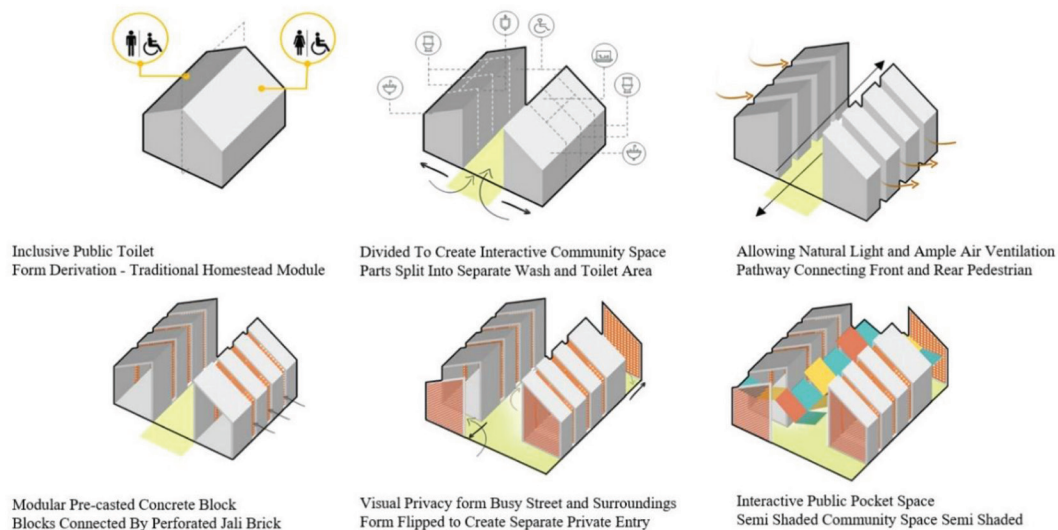 Inclusive Public Toilet
Form Derivation - Traditional Homestead Module
Divided To Create Interactive Community Space
Parts Split Into Separate Wash and Toilet Area
Allowing Natural Light and Ample Air Ventilation
Pathway Connecting Front and Rear Pedestrian
Modular Pre-casted Concrete Block
Blocks Connected By Perforated Jali Brick
Visual Privacy form Busy Street and Surroundings
Form Flipped to Create Separate Private Entry
Interactive Public Pocket Space
Semi Shaded Community Space Semi Shaded